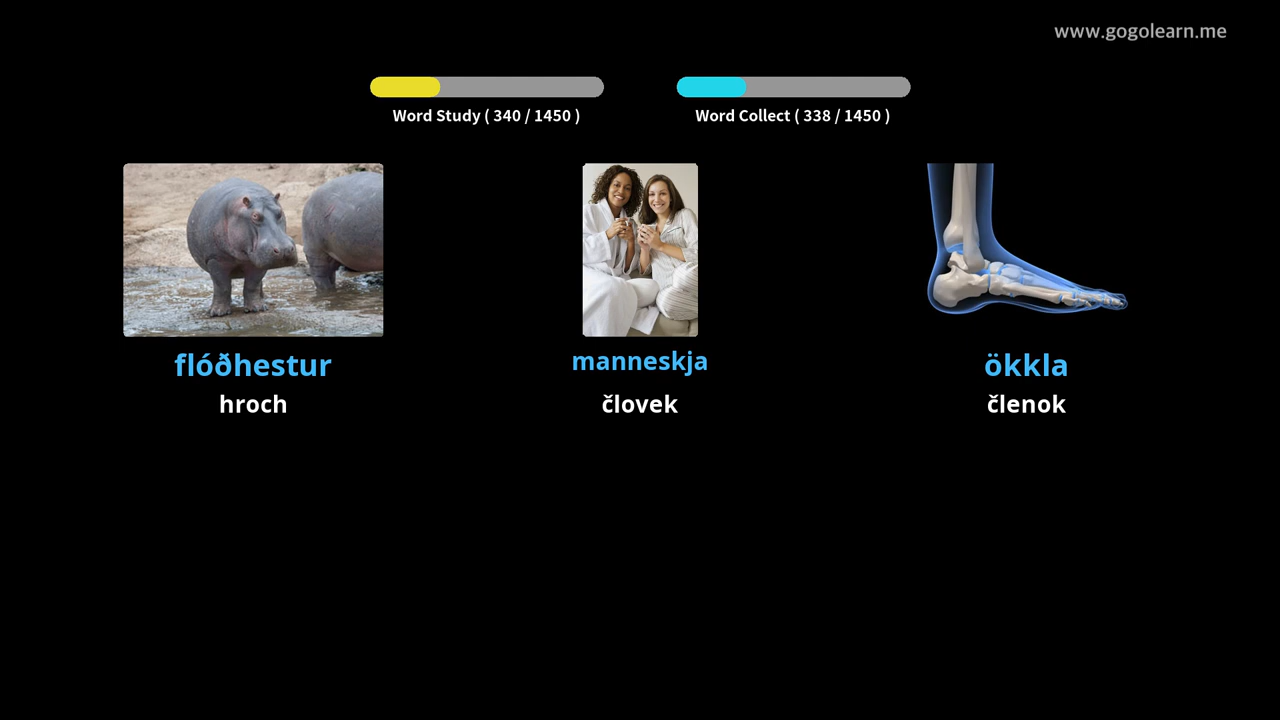 www.gogolearn.me
Word Study ( 340 / 1450 )
Word Collect ( 338 / 1450 )
flóðhestur
manneskja
ökkla
hroch
človek
členok